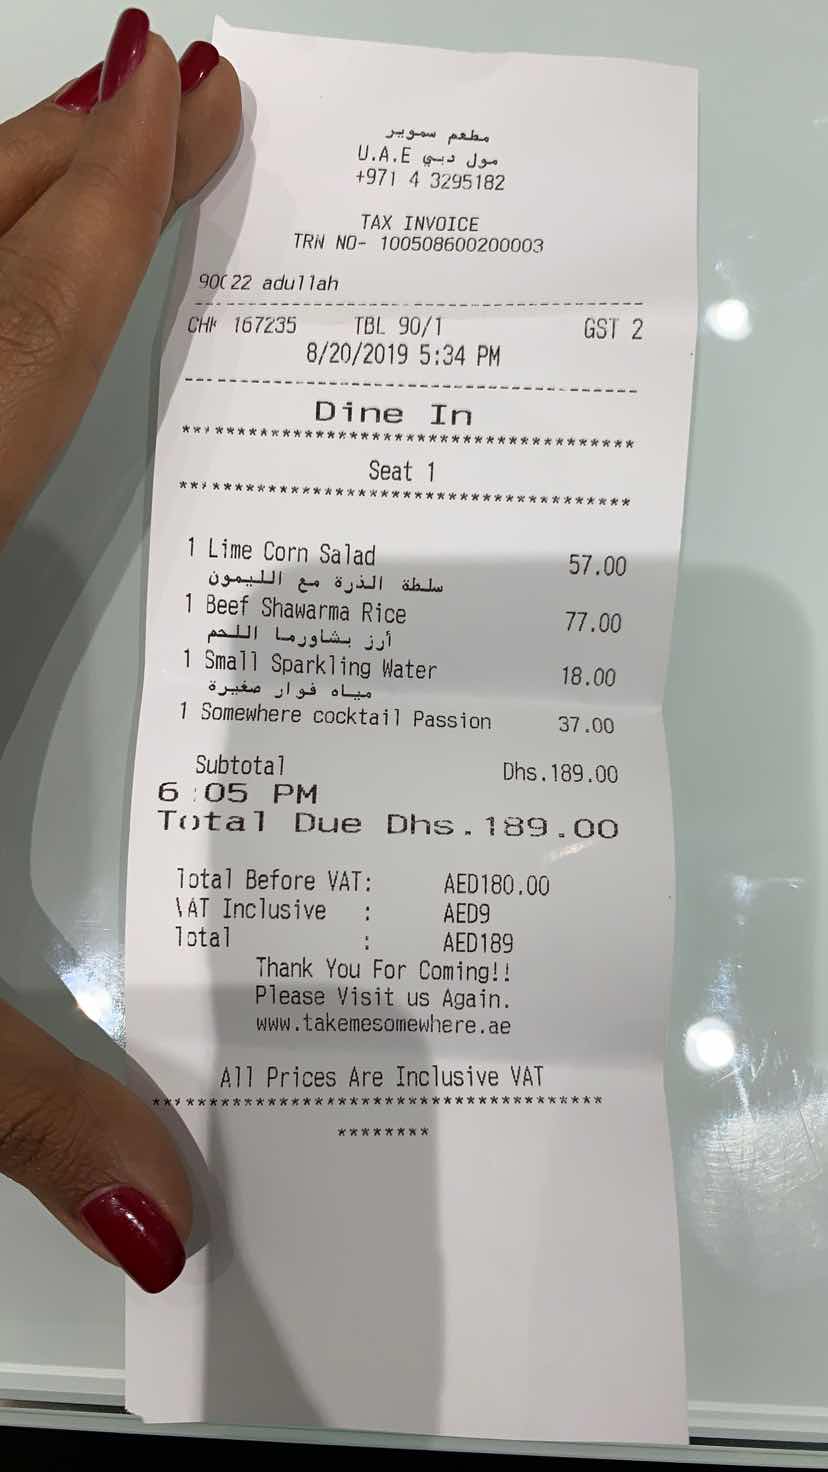 مطعم سموير
مول دبي U.A.E
+971 4 3295182
TAX INVOICE
TRN NO- 100508600200003
90022 adullah
CHK 167235 TBL 90/1 GST 2
8/20/2019 5:34 PM
Dine In
Seat 1
1 Lime Corn Salad 57.00
سلطة الذرة مع الليمون
1 Beef Shawarma Rice 77.00
أرز بشاورما اللحم
1 Small Sparkling Water 18.00
مياه فوار صغيرة
1 Somewhere cocktail Passion 37.00
Subtotal Dhs.189.00
6:05 PM
Total Due Dhs.189.00
Total Before VAT: AED180.00
VAT Inclusive : AED9
Total : AED189
Thank You For Coming!!
Please Visit us Again.
www.takemesomewhere.ae
All Prices Are Inclusive VAT